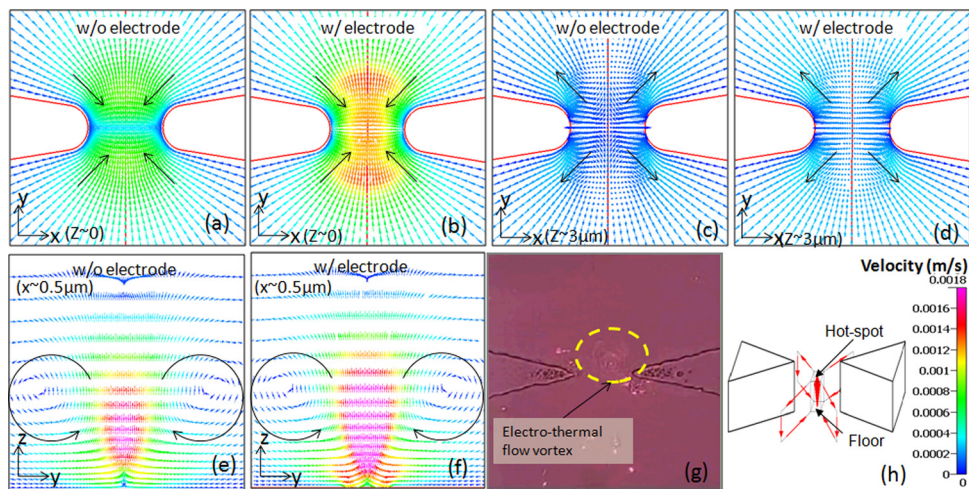 w/o electrode
y
x (Z~0)
(a)
w/ electrode
y
x (Z~0)
(b)
w/o electrode
y
x(Z~3μm)
(c)
w/ electrode
y
x(Z~3μm)
(d)
w/o electrode
(x~0.5μm)
z
y
(e)
w/ electrode
(x~0.5μm)
z
y
(f)
Electro-thermal
flow vortex
(g)
Hot-spot
Floor
(h)
Velocity (m/s)
0.0018
0.0016
0.0014
0.0012
0.001
0.0008
0.0006
0.0004
0.0002
0
0